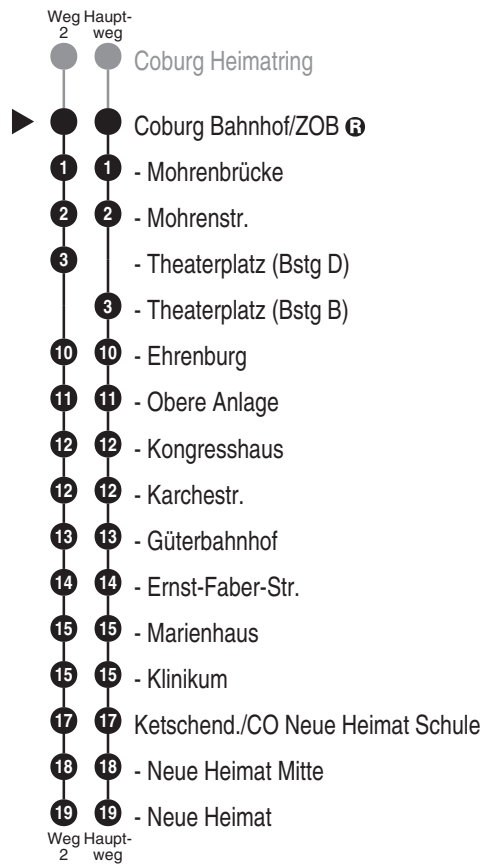 Weg Haupt-
2 weg
Coburg Heimatring
Coburg Bahnhof/ZOB R
1 1 - Mohrenbrücke
2 2 - Mohrenstr.
3 - Theaterplatz (Bstg D)
3 - Theaterplatz (Bstg B)
10 10 - Ehrenburg
11 11 - Obere Anlage
12 12 - Kongresshaus
12 12 - Karchestr.
13 13 - Güterbahnhof
14 14 - Ernst-Faber-Str.
15 15 - Marienhaus
15 15 - Klinikum
17 17 Ketschend./CO Neue Heimat Schule
18 18 - Neue Heimat Mitte
19 19 - Neue Heimat
Weg Haupt-
2 weg